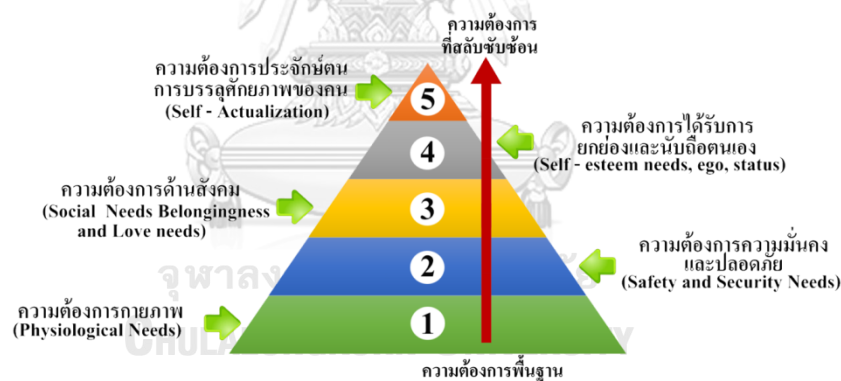 ความต้องการ
ที่สลับซับซ้อน
ความต้องการประจักษ์ตน
การบรรลุศักยภาพของคน
(Self - Actualization)
5
ความต้องการได้รับการ
ยกย่องและนับถือตนเอง
(Self - esteem needs, ego, status)
4
ความต้องการด้านสังคม
(Social Needs Belongingness
and Love needs)
3
ความต้องการความมั่นคง
และปลอดภัย
(Safety and Security Needs)
2
ความต้องการกายภาพ
(Physiological Needs)
1
ความต้องการพื้นฐาน